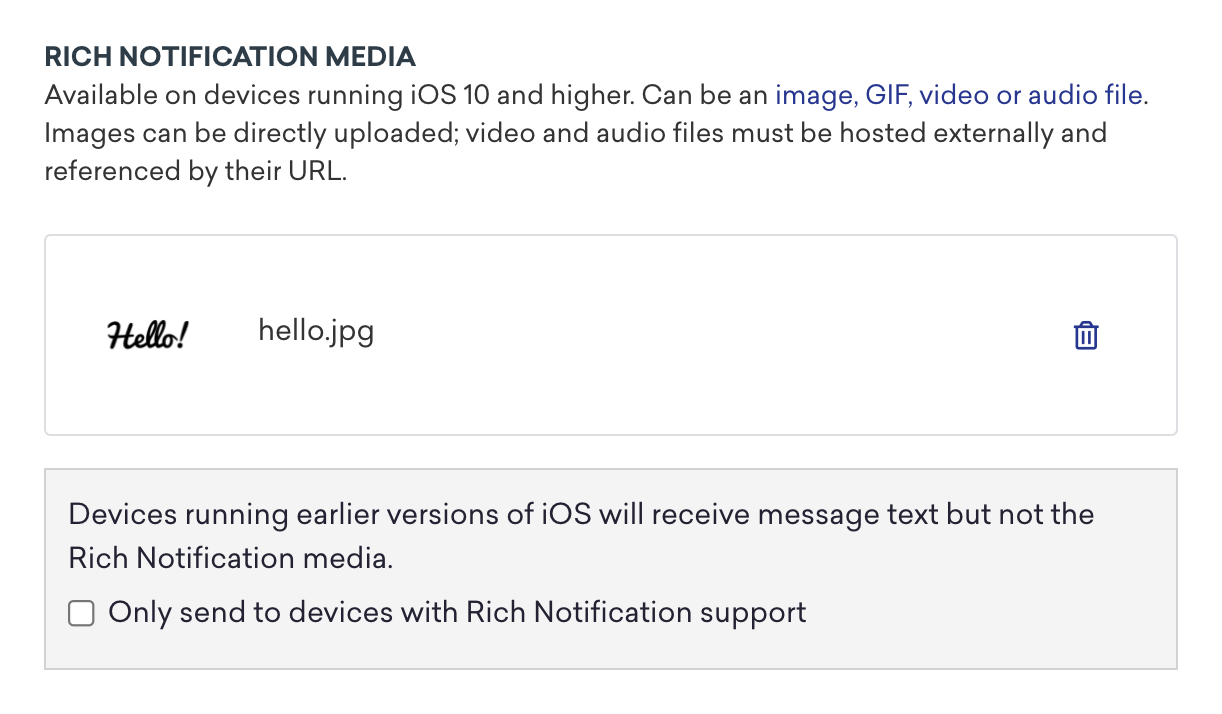 RICH NOTIFICATION MEDIA
Available on devices running iOS 10 and higher. Can be an image, GIF, video or audio file.
Images can be directly uploaded; video and audio files must be hosted externally and
referenced by their URL.
Hello!
hello.jpg
Devices running earlier versions of iOS will receive message text but not the
Rich Notification media.
Only send to devices with Rich Notification support